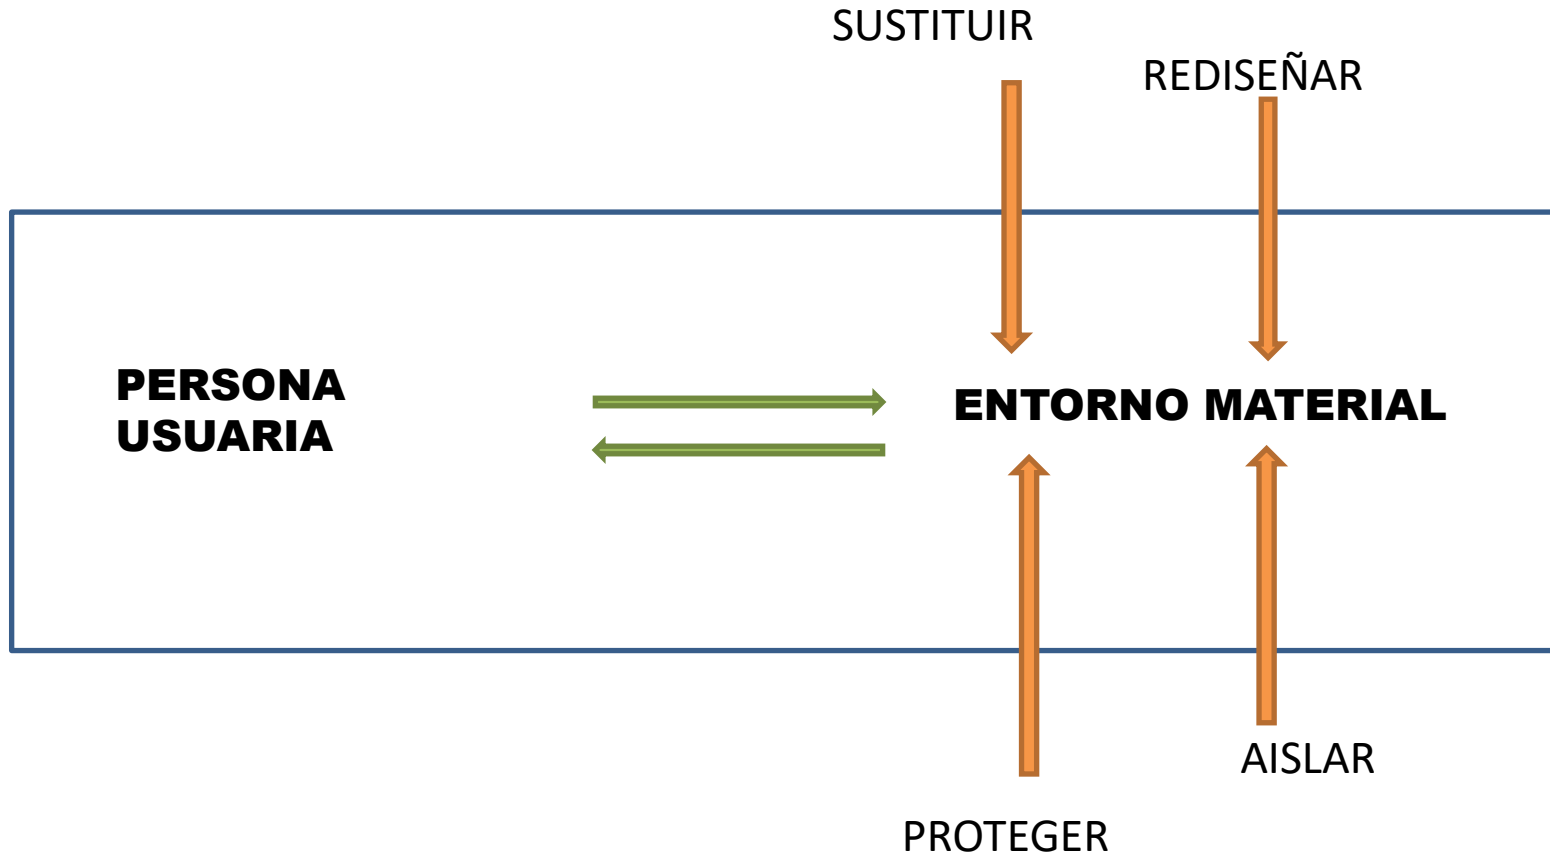 SUSTITUIR
REDISEÑAR
PERSONA
USUARIA
ENTORNO MATERIAL
AISLAR
PROTEGER